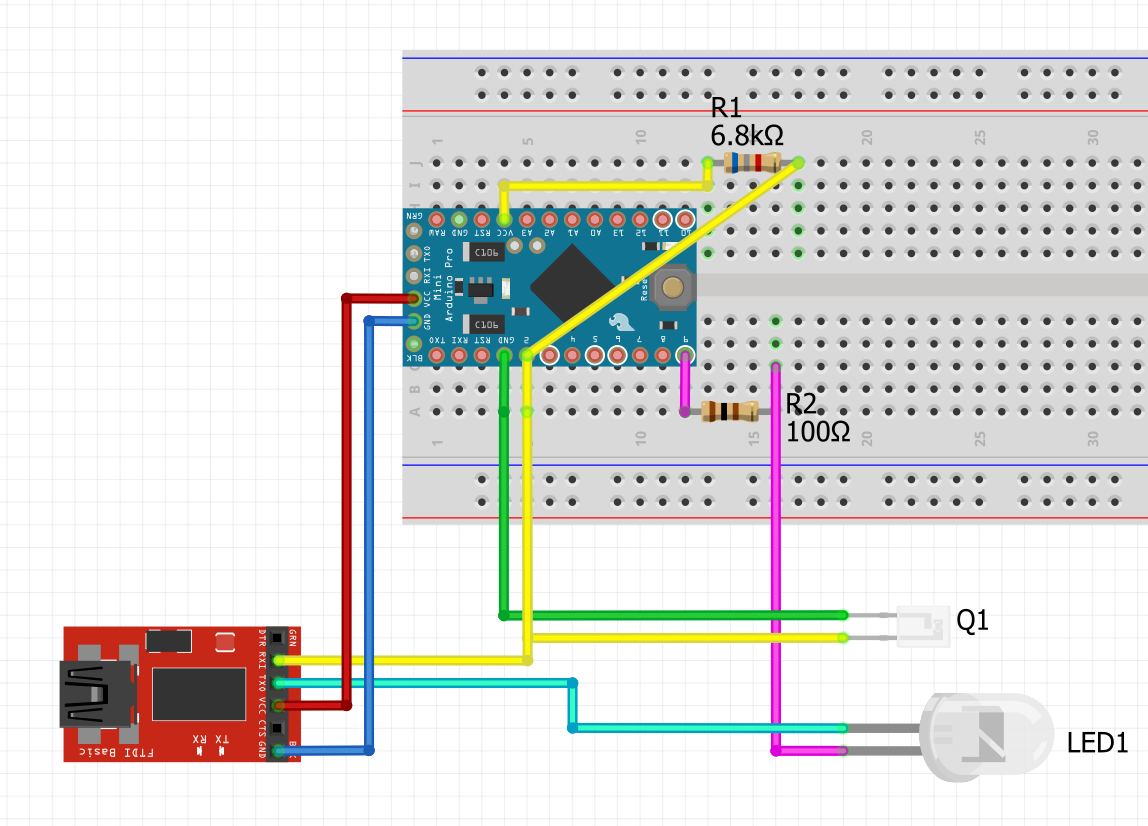 R1
6.8kΩ
1
5
10
15
20
25
30
J
I
H
GRN
RAW
GND
RST
VCC
A3
A2
A1
A0
13
12
11
10
TXO
RXI
VCC
GND
BLK
C106
C106
Mini
Arduino Pro
Reset
TXO
RXI
RST
GND
2
4
5
6
7
8
9
B
A
R2
100Ω
1
10
15
20
25
30
Q1
LED1
DTR
RXI
TXO
VCC
CTS
GND
GRN
RX
TX
FTDI Basic